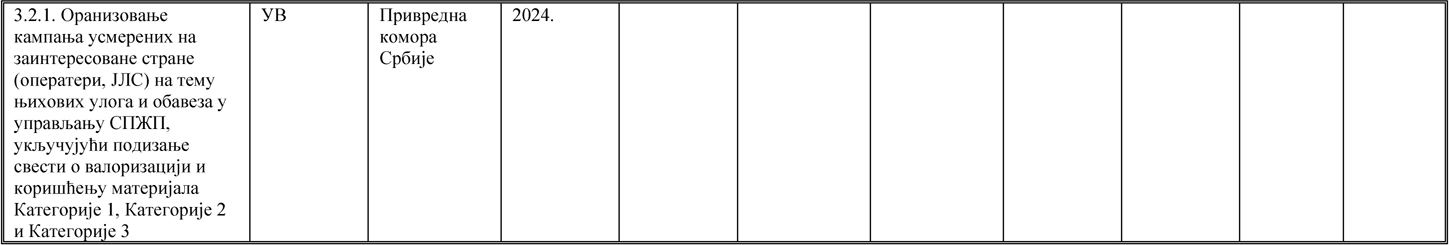 3.2.1. Оранизовање УВ Привредна 2024.
кампања усмерених на комора
заинтересоване стране Србије
(оператери, ЈЛС) на тему
њихових улога и обавеза у
управљању СПЖП,
укључујући подизање
свести о валоризацији и
коришћењу материјала
Категорије 1, Категорије 2
и Категорије 3